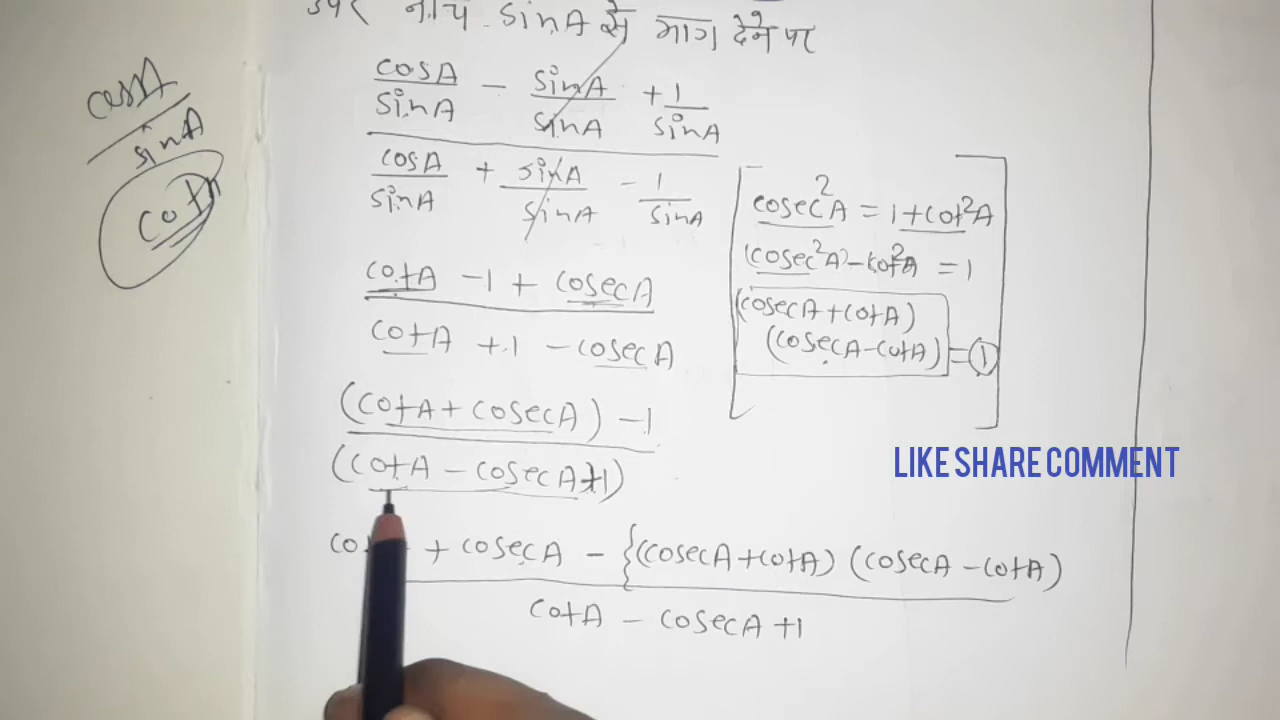 ऊपर नीचे sinA से भाग देने पर
cosA/sinA - sinA/sinA + 1/sinA
cosA/sinA + sinA/sinA - 1/sinA
cosA
sinA
cotA
cotA - 1 + cosecA
cotA + 1 - cosecA
(cotA + cosecA) - 1
(cotA - cosecA + 1)
cosec²A = 1 + cot²A
(cosec²A) - cot²A = 1
(cosecA + cotA)
(cosecA - cotA) = 1
LIKE SHARE COMMENT
+ cosecA - {(cosecA + cotA) (cosecA - cotA)
cotA - cosecA + 1